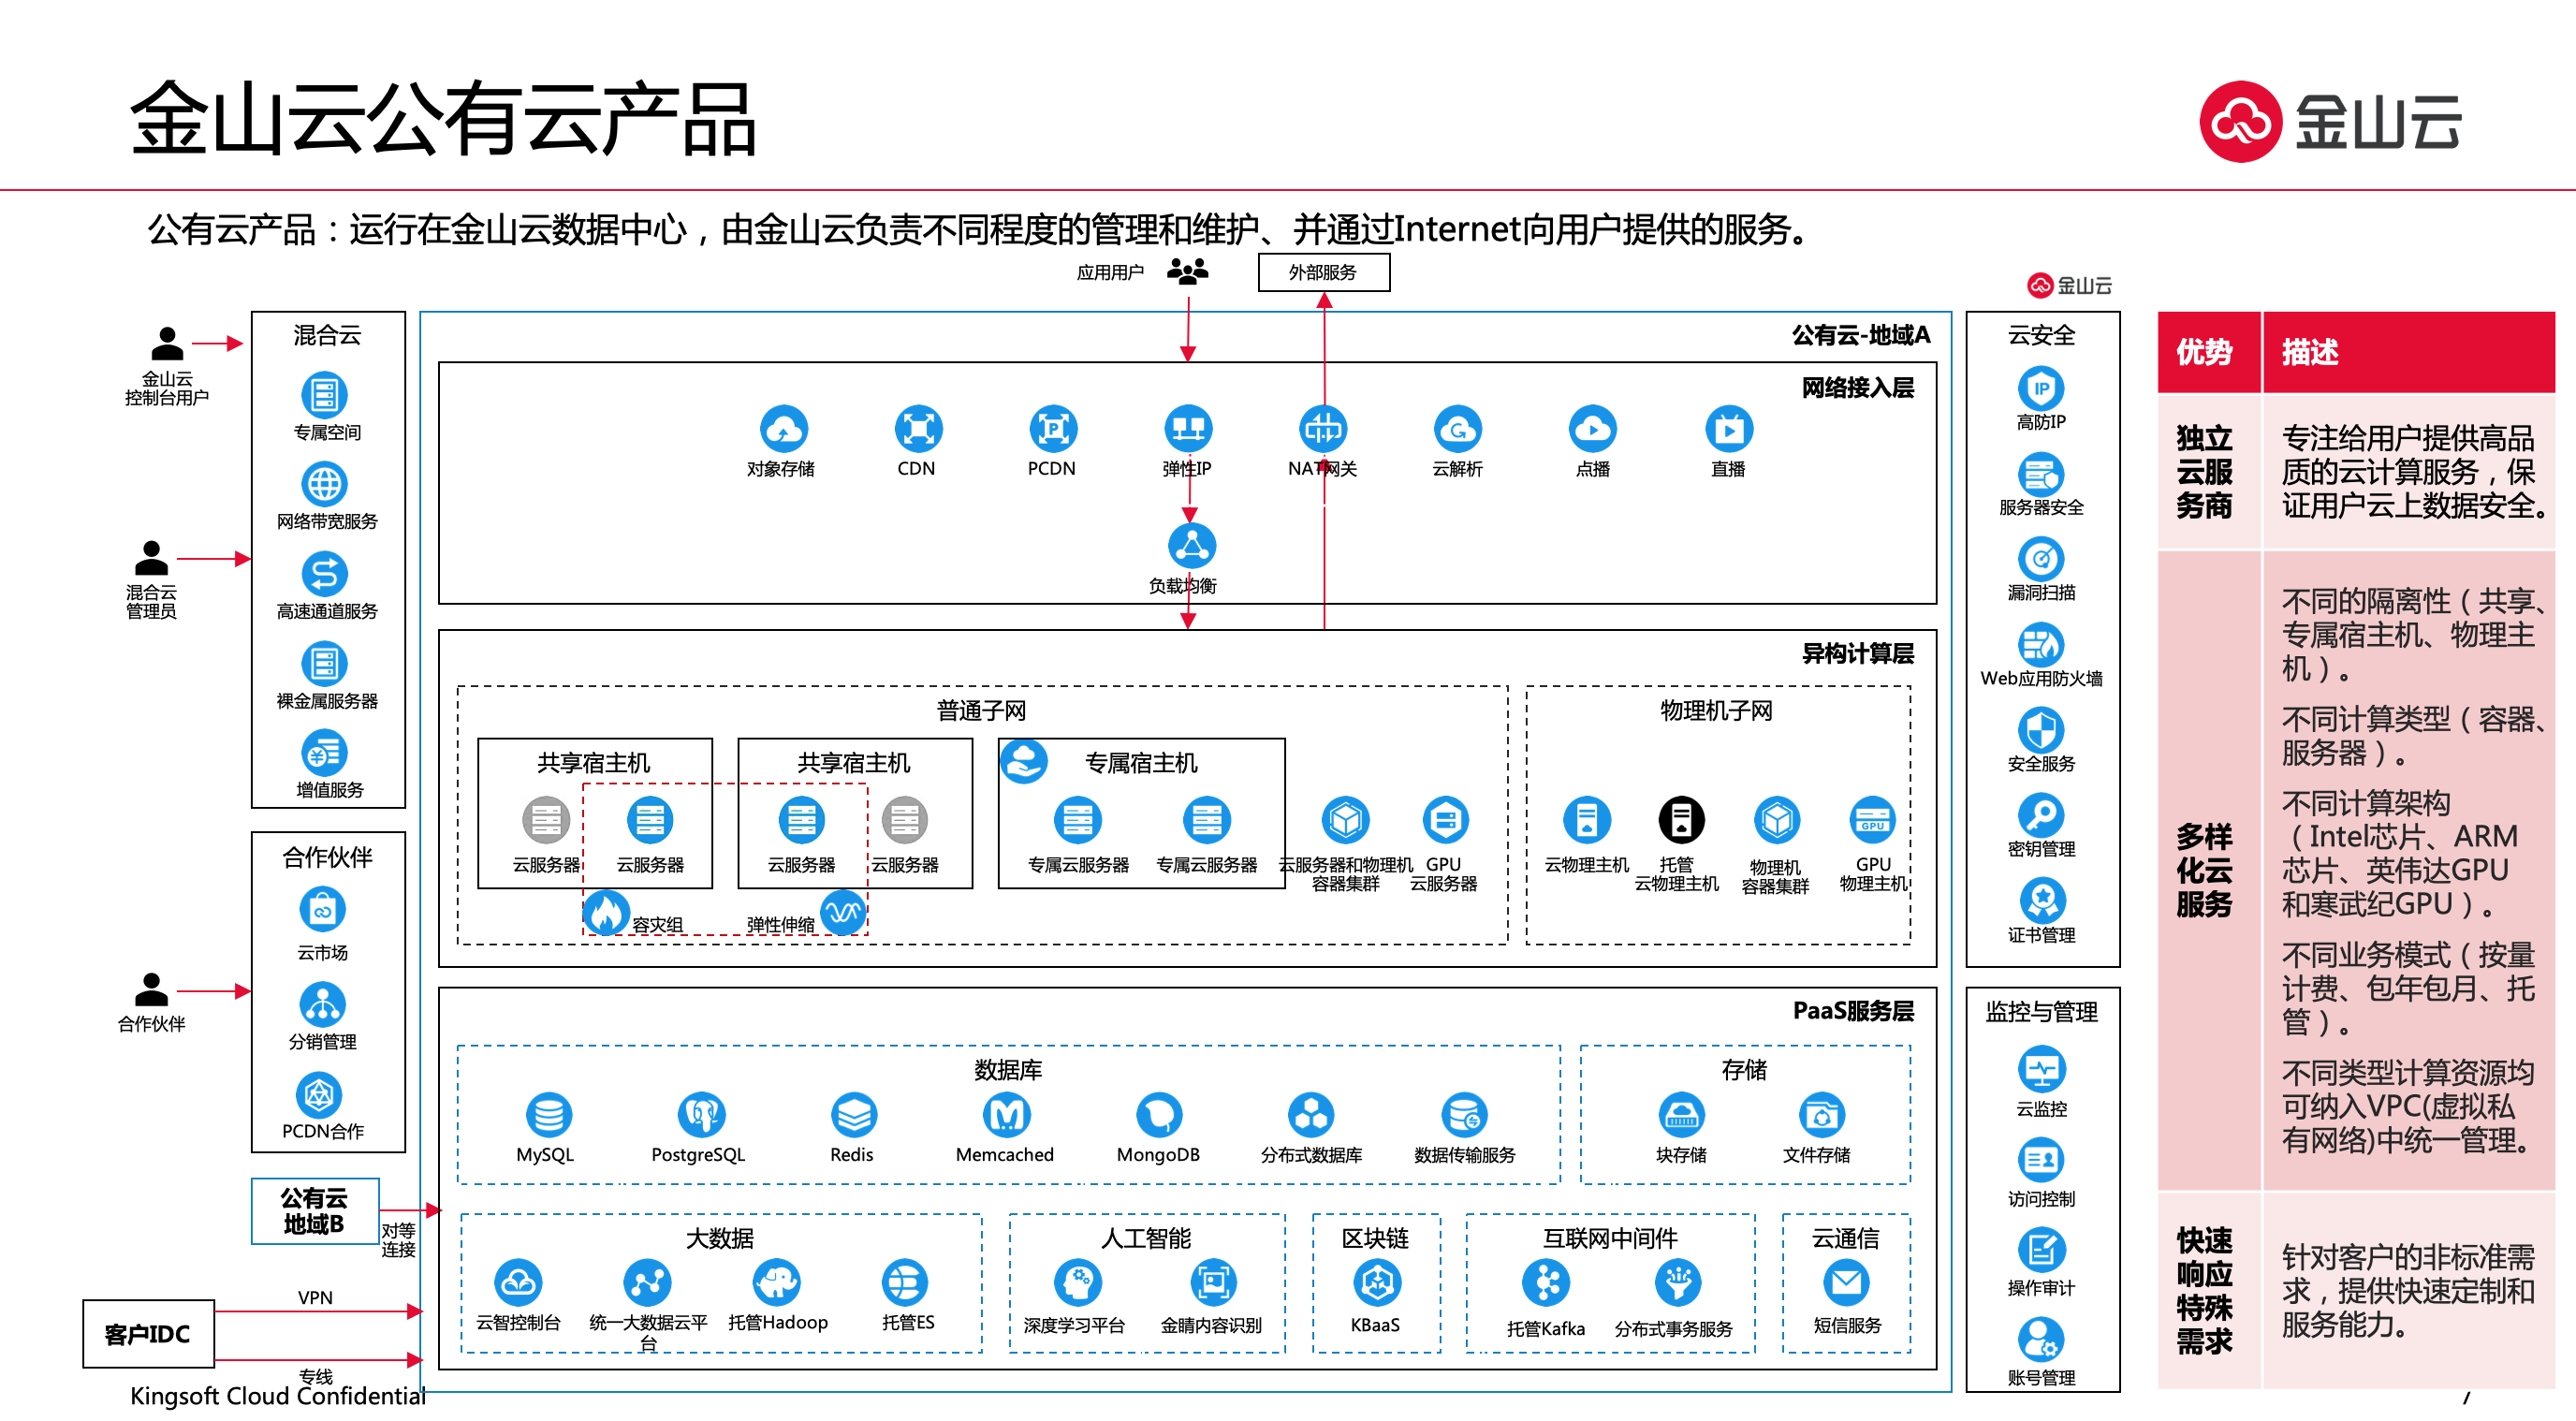 金山云公有云产品
金山云
公有云产品：运行在金山云数据中心，由金山云负责不同程度的管理和维护、并通过Internet向用户提供的服务。
应用用户
外部服务
金山云
金山云
控制台用户
混合云
管理员
合作伙伴
混合云
专属空间
网络带宽服务
高速通道服务
裸金属服务器
增值服务
合作伙伴
云市场
分销管理
PCDN合作
公有云
地域B
对等
连接
客户IDC
VPN
专线
公有云-地域A
网络接入层
对象存储
CDN
PCDN
弹性IP
NAT网关
云解析
点播
直播
负载均衡
异构计算层
普通子网
共享宿主机
云服务器
云服务器
共享宿主机
云服务器
云服务器
容灾组
弹性伸缩
专属宿主机
专属云服务器
专属云服务器
云服务器和物理机
容器集群
GPU
云服务器
物理机子网
云物理主机
托管
云物理主机
物理机
容器集群
GPU
物理主机
PaaS服务层
数据库
MySQL
PostgreSQL
Redis
Memcached
MongoDB
分布式数据库
数据传输服务
存储
块存储
文件存储
大数据
云智控制台
统一大数据云平
台
托管Hadoop
托管ES
人工智能
深度学习平台
金睛内容识别
区块链
KBaaS
互联网中间件
托管Kafka
分布式事务服务
云通信
短信服务
云安全
IP
高防IP
服务器安全
漏洞扫描
Web应用防火墙
安全服务
密钥管理
证书管理
监控与管理
云监控
访问控制
操作审计
账号管理
优势
描述
独立
云服
务商
专注给用户提供高品
质的云计算服务，保
证用户云上数据安全。
多样
化云
服务
不同的隔离性（共享、
专属宿主机、物理主
机）。
不同计算类型（容器、
服务器）。
不同计算架构
（Intel芯片、ARM
芯片、英伟达GPU
和寒武纪GPU）。
不同业务模式（按量
计费、包年包月、托
管）。
不同类型计算资源均
可纳入VPC(虚拟私
有网络)中统一管理。
快速
响应
特殊
需求
针对客户的非标准需
求，提供快速定制和
服务能力。
Kingsoft Cloud Confidential